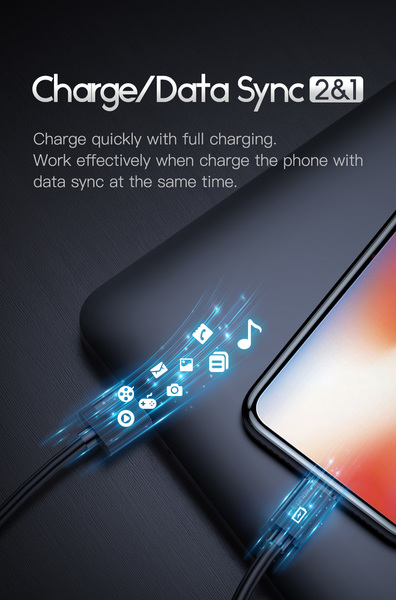 Charge/Data Sync 2&1
Charge quickly with full charging.
Work effectively when charge the phone with
data sync at the same time.